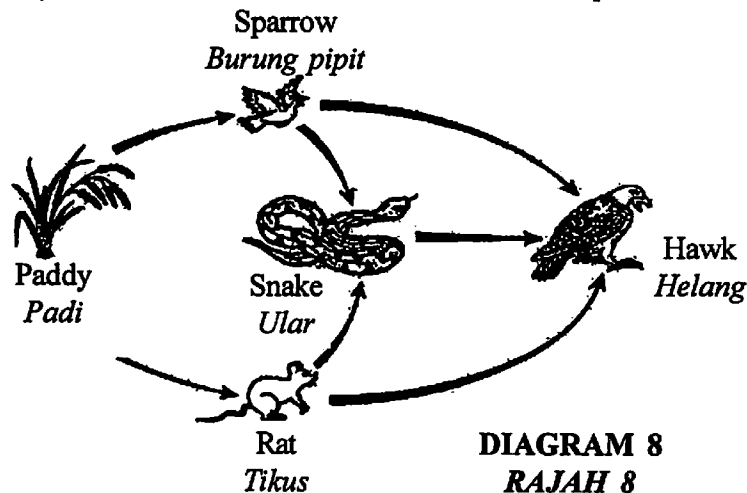 Sparrow
Burung pipit
Paddy
Padi
Snake
Ular
Hawk
Helang
Rat
Tikus
DIAGRAM 8
RAJAH 8